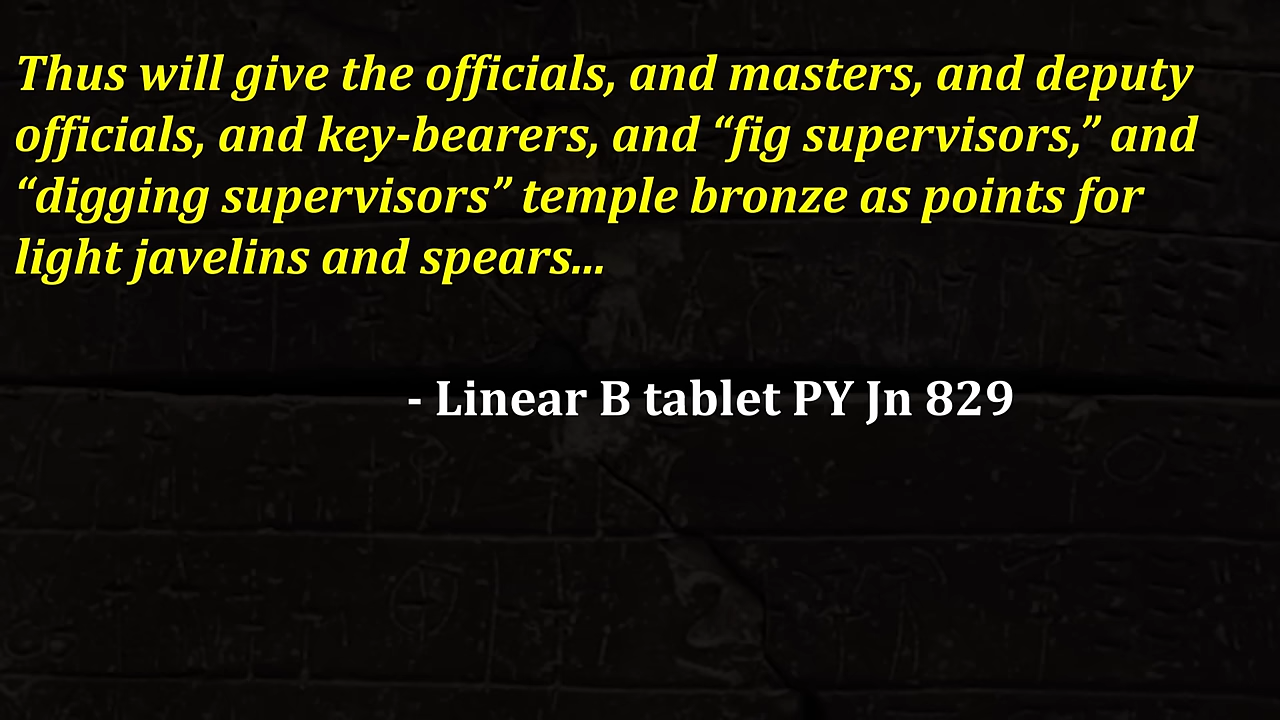 Thus will give the officials, and masters, and deputy
officials, and key-bearers, and “fig supervisors,” and
“digging supervisors” temple bronze as points for
light javelins and spears...
- Linear B tablet PY Jn 829